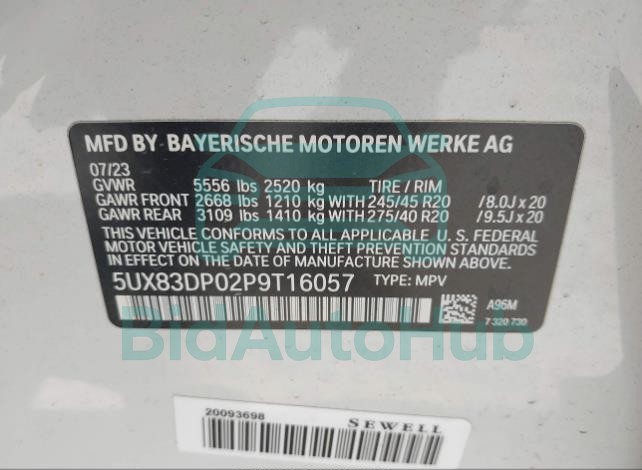 MFD BY BAYERISCHE MOTOREN WERKE AG
07/23
GVWR 5556 lbs 2520 kg TIRE / RIM
GAWR FRONT 2668 lbs 1210 kg WITH 245/45 R20 /8.0J x 20
GAWR REAR 3109 lbs 1410 kg WITH 275/40 R20 /9.5J x 20
THIS VEHICLE CONFORMS TO ALL APPLICABLE U. S. FEDERAL
MOTOR VEHICLE SAFETY AND THEFT PREVENTION STANDARDS
IN EFFECT ON THE DATE OF MANUFACTURE SHOWN ABOVE.
5UX83DP02P9T16057 TYPE: MPV
A96M
7 320 730
BidAutoHub
20093698 SEWELL